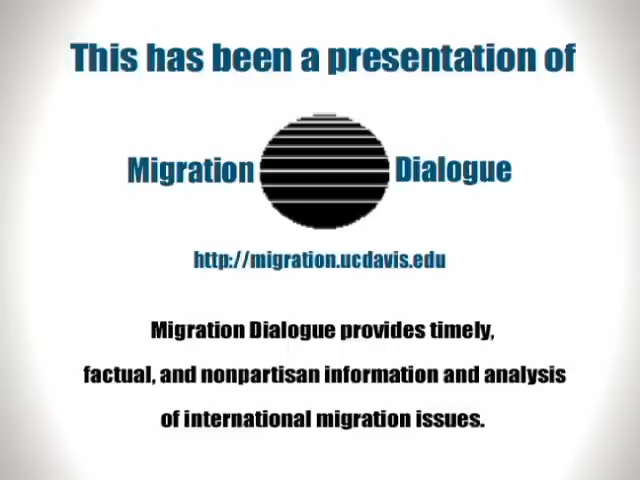 This has been a presentation of
Migration Dialogue
http://migration.ucdavis.edu
Migration Dialogue provides timely,
factual, and nonpartisan information and analysis
of international migration issues.